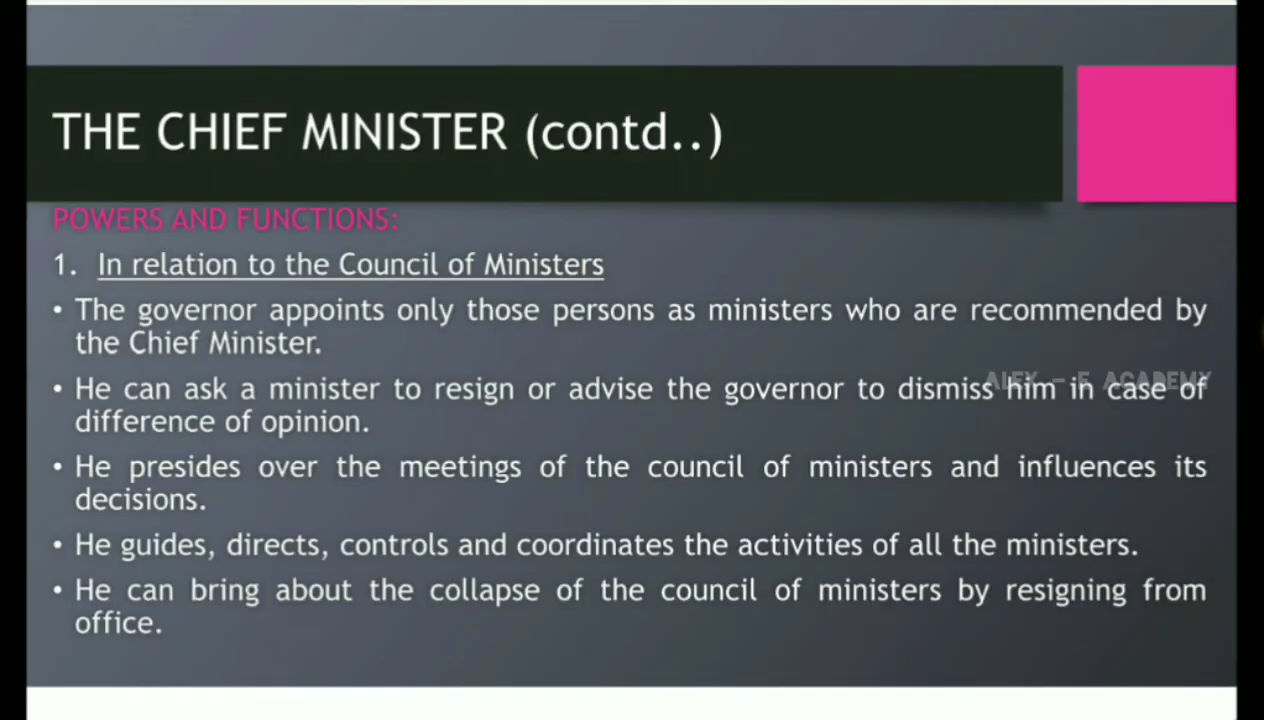 THE CHIEF MINISTER (contd..)
POWERS AND FUNCTIONS:
1. In relation to the Council of Ministers
• The governor appoints only those persons as ministers who are recommended by
the Chief Minister.
• He can ask a minister to resign or advise the governor to dismiss him in case of
difference of opinion.
ALEX - E ACADEMY
• He presides over the meetings of the council of ministers and influences its
decisions.
• He guides, directs, controls and coordinates the activities of all the ministers.
• He can bring about the collapse of the council of ministers by resigning from
office.